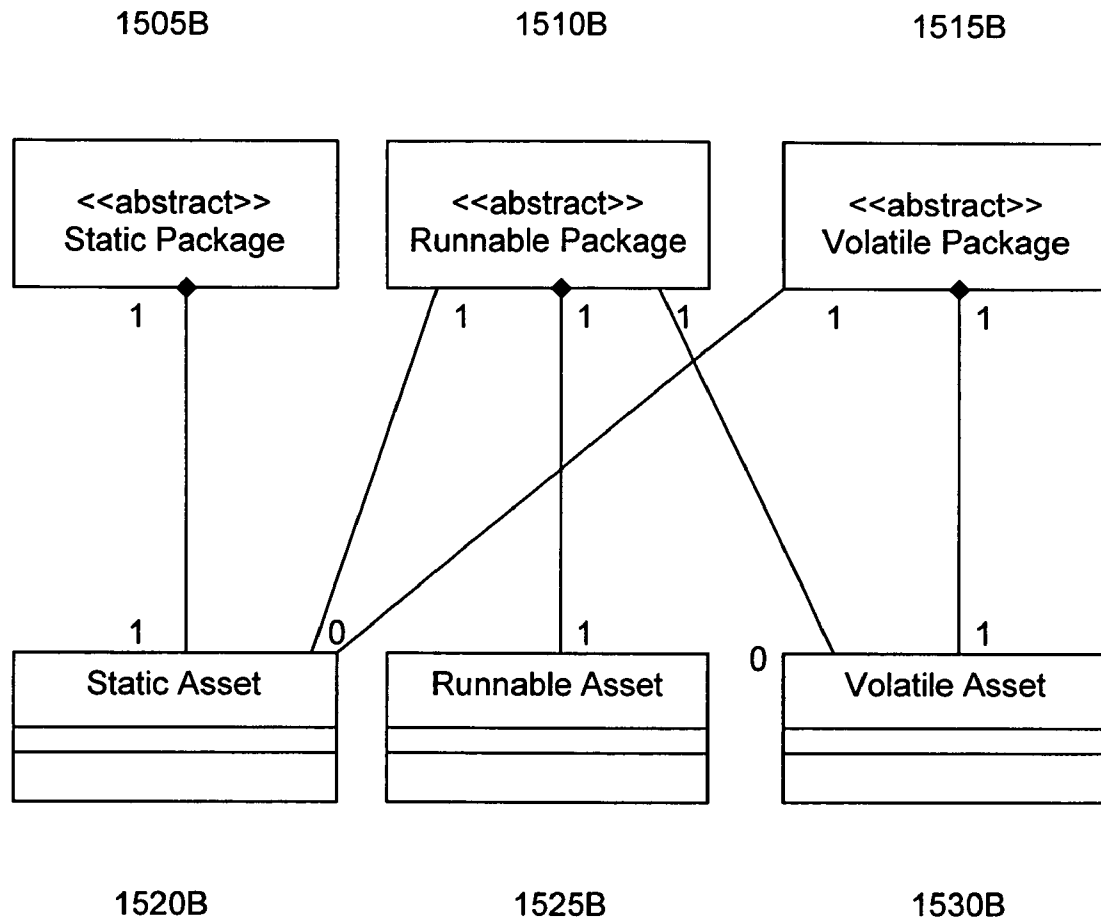 1505B
1510B
1515B
<<abstract>>
Static Package
<<abstract>>
Runnable Package
<<abstract>>
Volatile Package
1
1
1
1
1
1
1
0
1
0
1
Static Asset
Runnable Asset
Volatile Asset
1520B
1525B
1530B